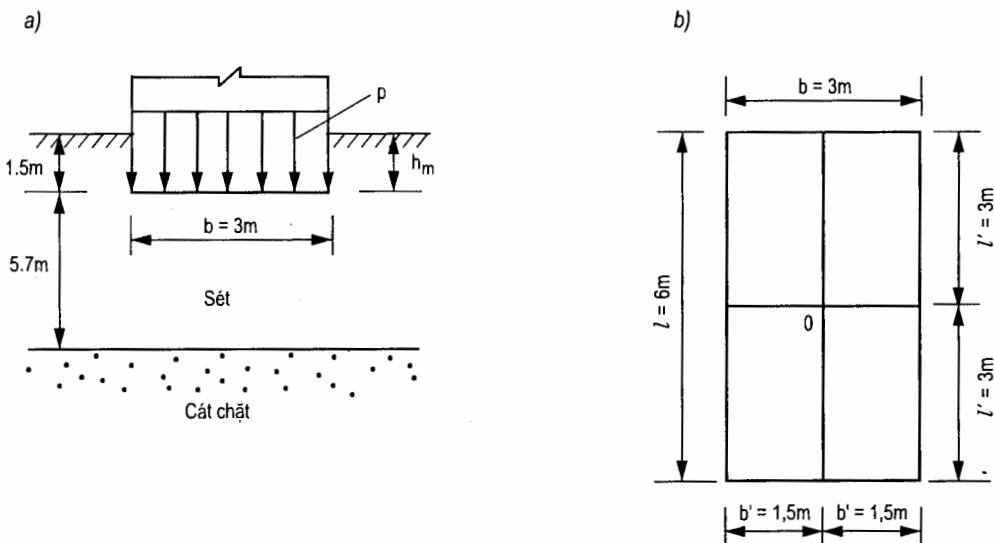 a)
p
1.5m
h_m
b = 3m
5.7m
Sét
Cát chặt
b)
b = 3m
l = 6m
l' = 3m
0
l' = 3m
b' = 1,5m
b' = 1,5m